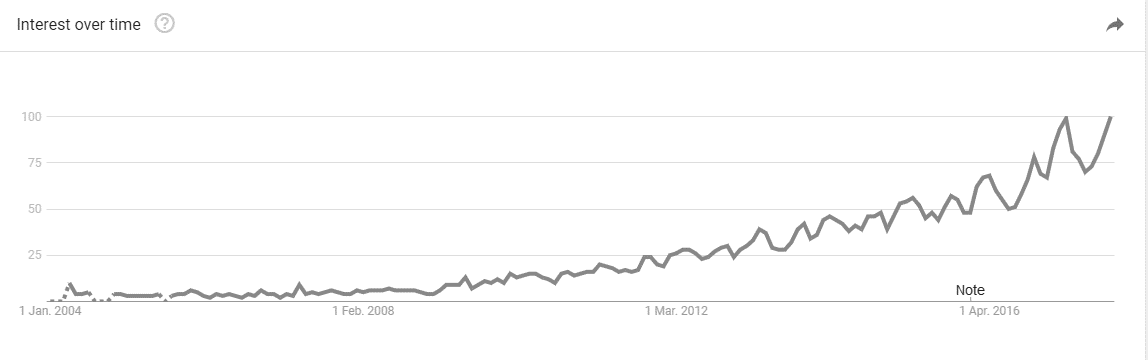 Interest over time ?
100
75
50
25
Note
1 Jan. 2004 1 Feb. 2008 1 Mar. 2012 1 Apr. 2016